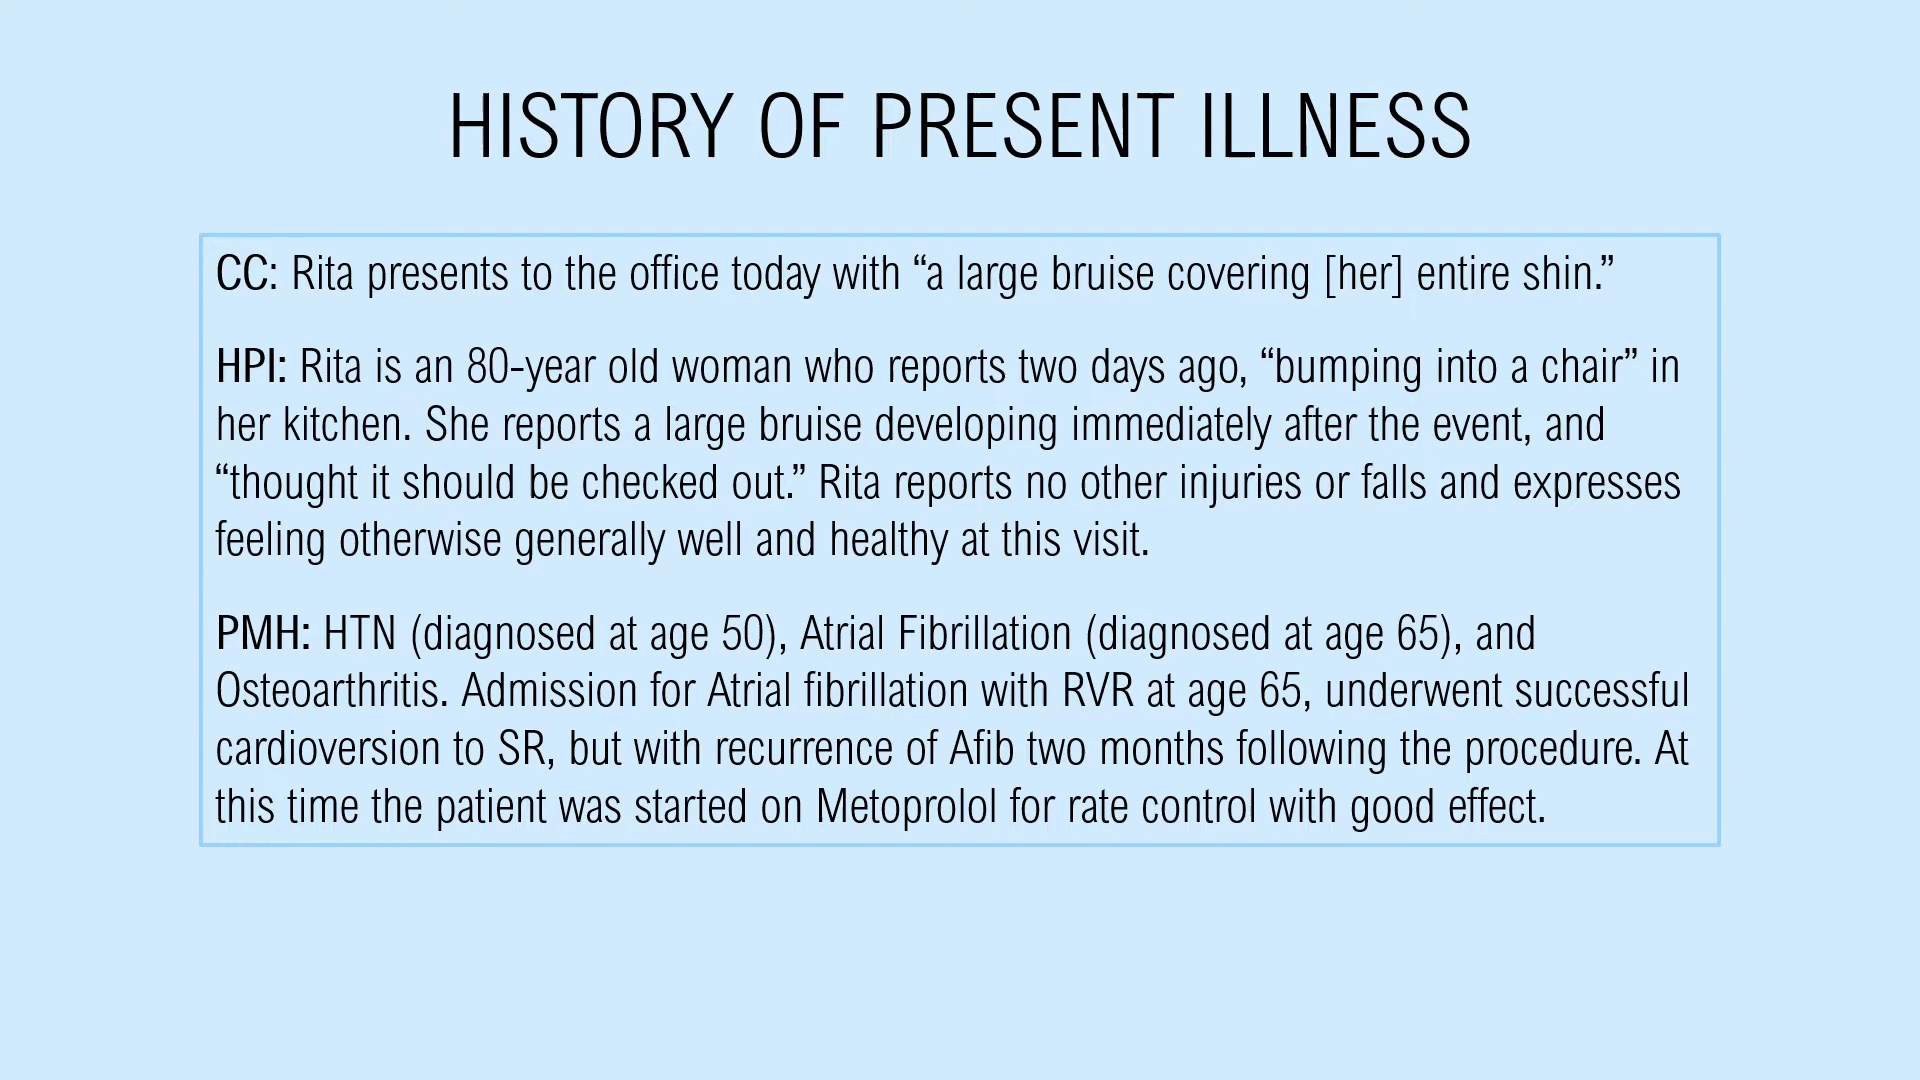 HISTORY OF PRESENT ILLNESS
CC: Rita presents to the office today with “a large bruise covering [her] entire shin.”
HPI: Rita is an 80-year old woman who reports two days ago, “bumping into a chair” in
her kitchen. She reports a large bruise developing immediately after the event, and
“thought it should be checked out.” Rita reports no other injuries or falls and expresses
feeling otherwise generally well and healthy at this visit.
PMH: HTN (diagnosed at age 50), Atrial Fibrillation (diagnosed at age 65), and
Osteoarthritis. Admission for Atrial fibrillation with RVR at age 65, underwent successful
cardioversion to SR, but with recurrence of Afib two months following the procedure. At
this time the patient was started on Metoprolol for rate control with good effect.